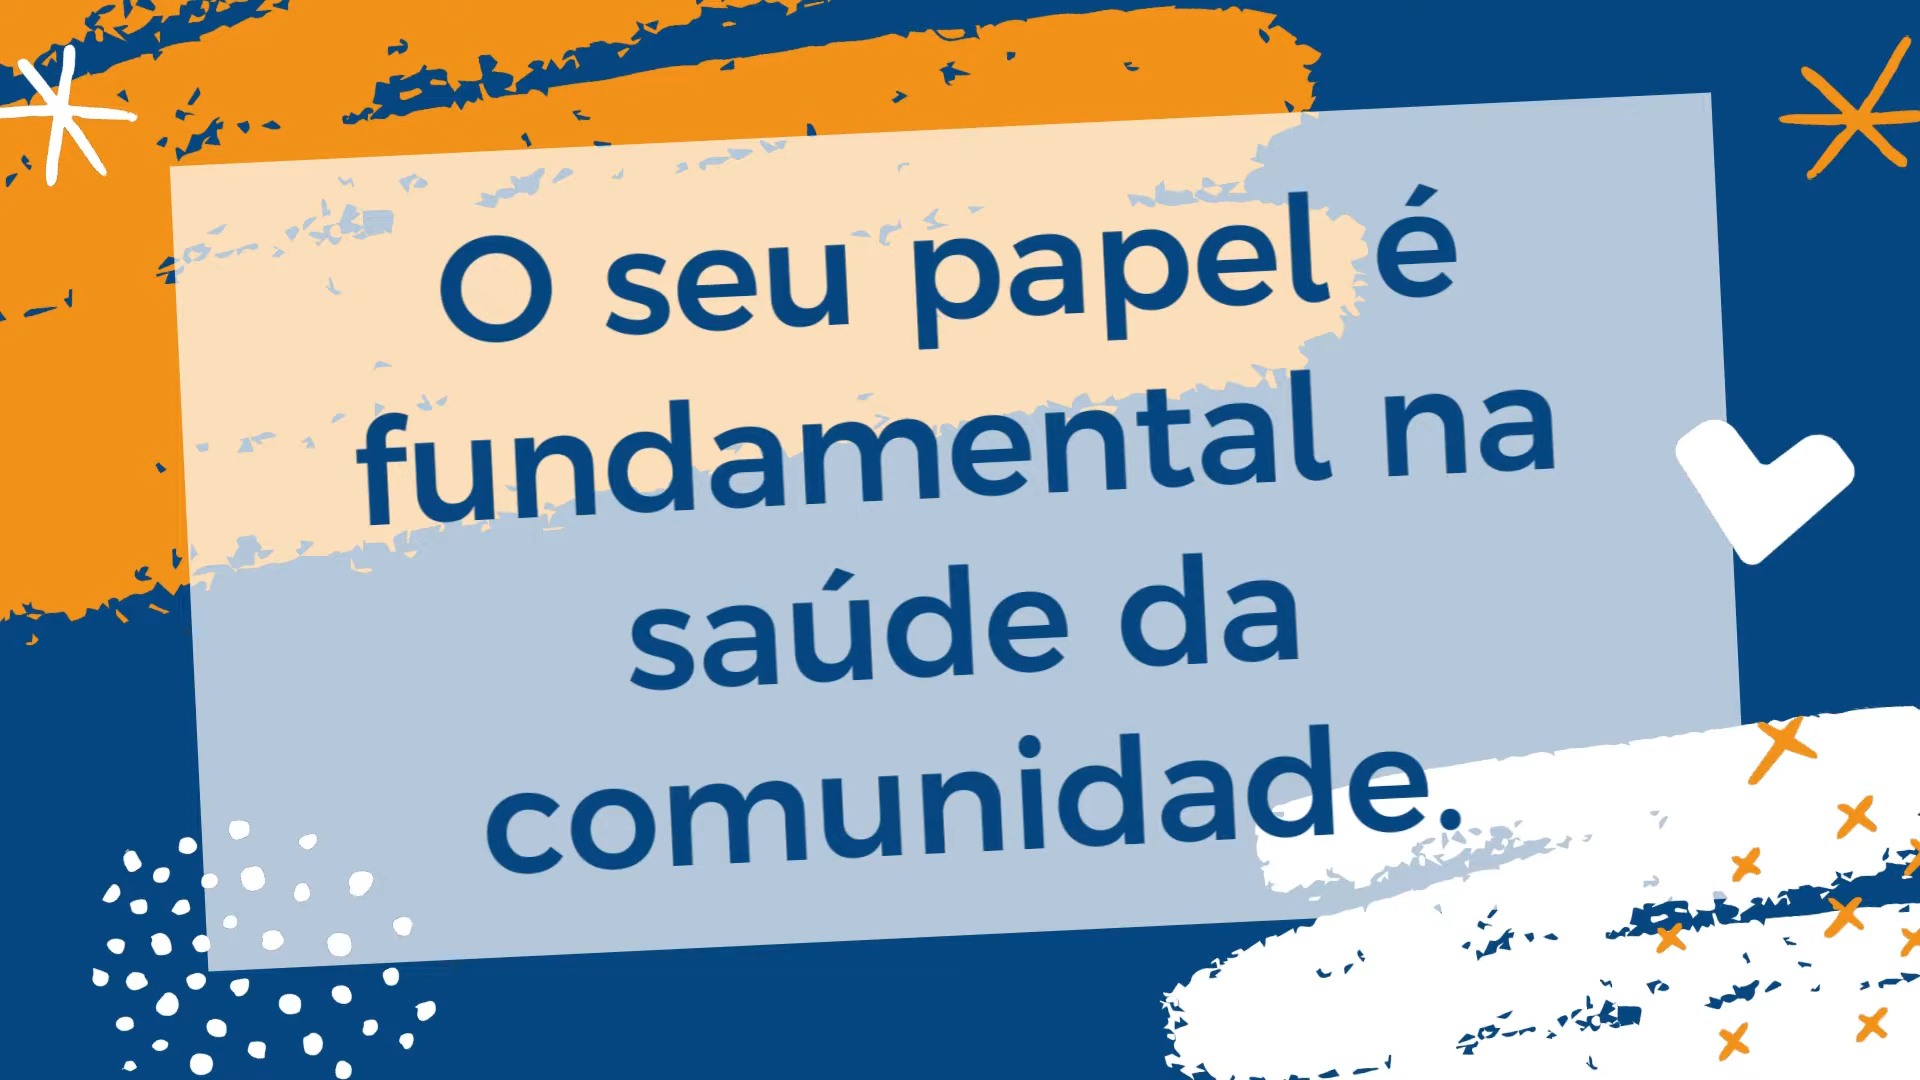 O seu papel é
fundamental na
saúde da
comunidade.